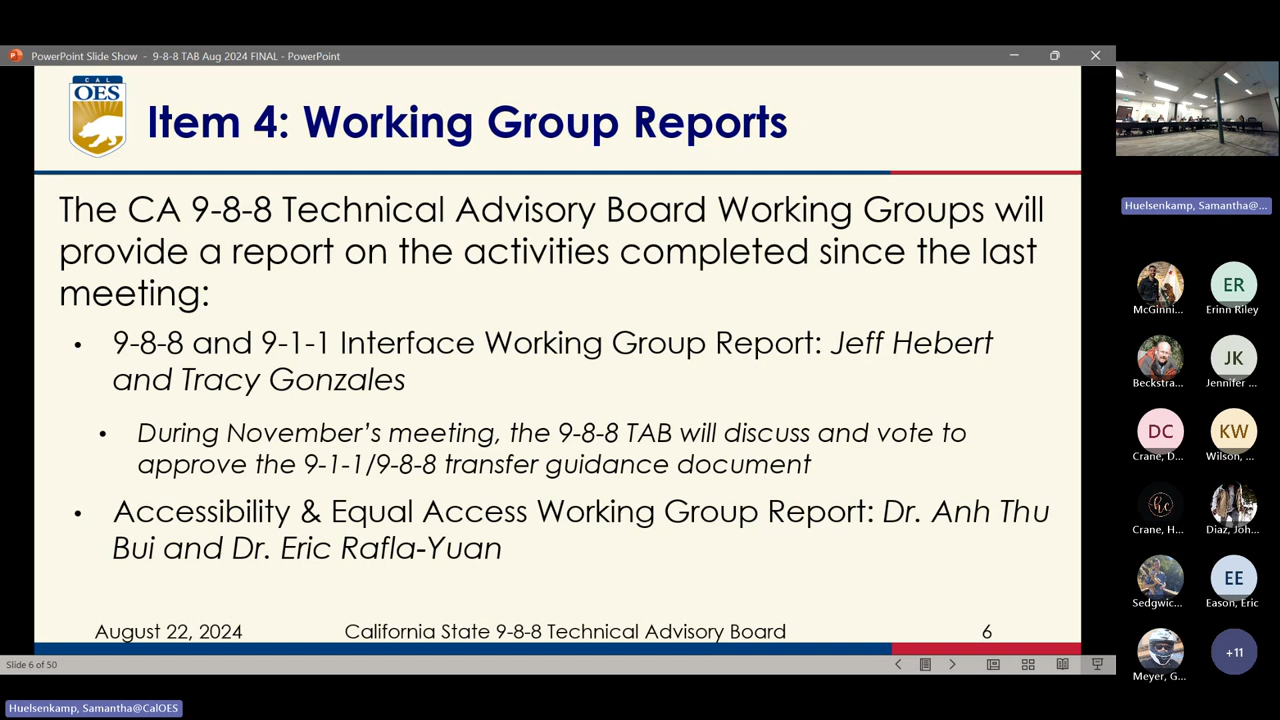 PowerPoint Slide Show - 9-8-8 TAB Aug 2024 FINAL - PowerPoint
CAL
OES
Item 4: Working Group Reports
The CA 9-8-8 Technical Advisory Board Working Groups will
provide a report on the activities completed since the last
meeting:
• 9-8-8 and 9-1-1 Interface Working Group Report: Jeff Hebert
and Tracy Gonzales
• During November’s meeting, the 9-8-8 TAB will discuss and vote to
approve the 9-1-1/9-8-8 transfer guidance document
• Accessibility & Equal Access Working Group Report: Dr. Anh Thu
Bui and Dr. Eric Rafla-Yuan
August 22, 2024 California State 9-8-8 Technical Advisory Board 6
Slide 6 of 50
Huelsenkamp, Samantha@CalOES
Huelsenkamp, Samantha@...
McGinni... ER Erinn Riley
Beckstra... JK Jennifer ...
DC Crane, D... KW Wilson, ...
hc Crane, H... Diaz, Joh...
Sedgwic... EE Eason, Eric
Meyer, G... +11